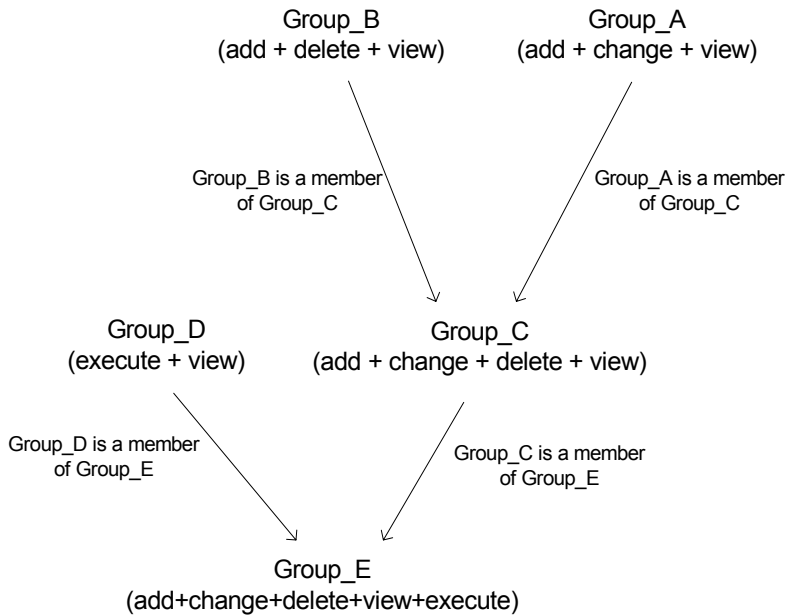 Group_B
(add + delete + view)
Group_A
(add + change + view)
Group_B is a member
of Group_C
Group_A is a member
of Group_C
Group_D
(execute + view)
Group_C
(add + change + delete + view)
Group_D is a member
of Group_E
Group_C is a member
of Group_E
Group_E
(add+change+delete+view+execute)